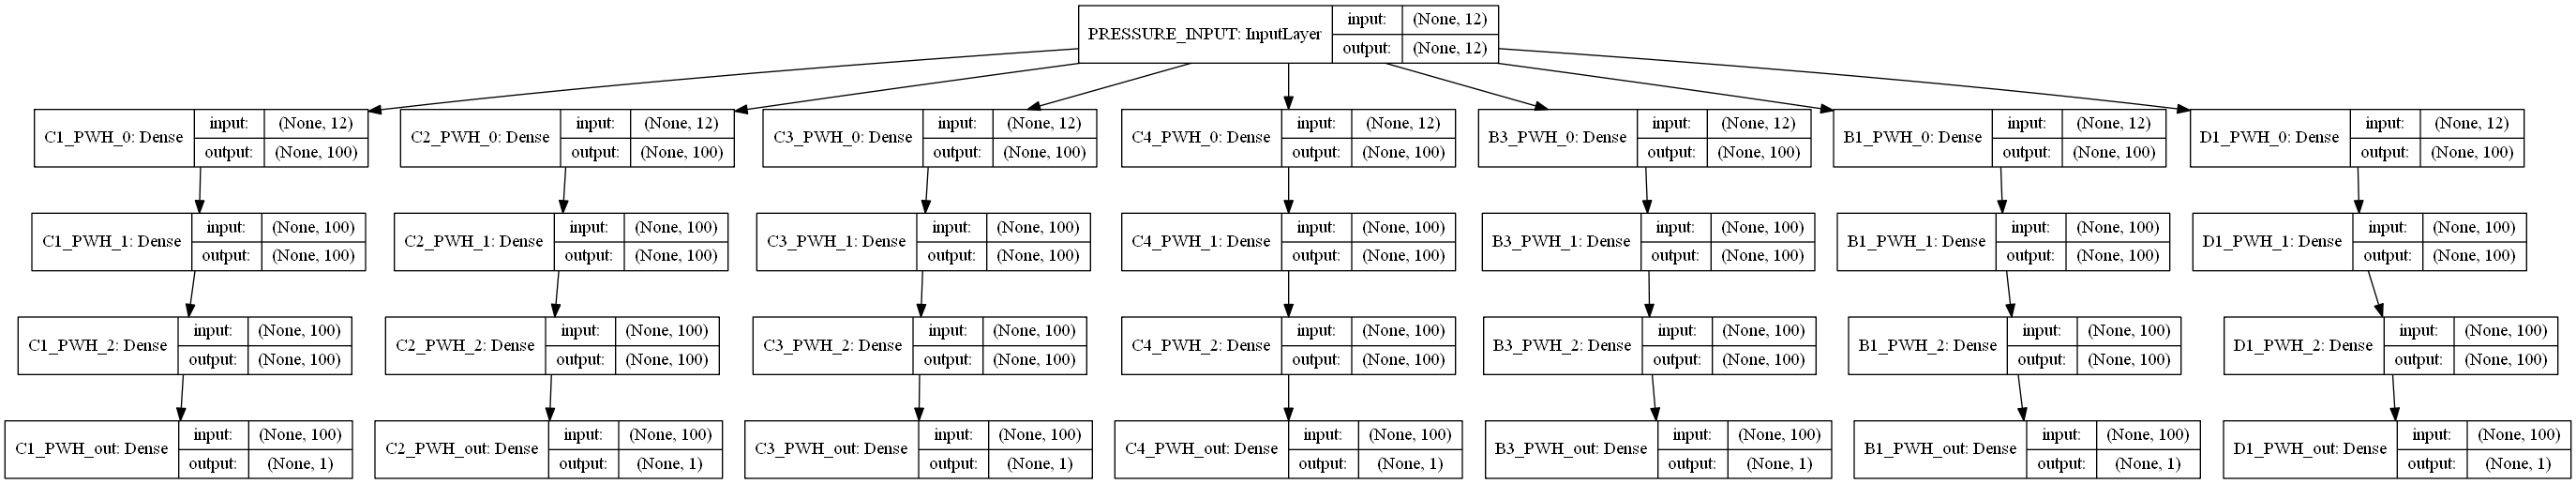 PRESSURE_INPUT: InputLayer
input: (None, 12)
output: (None, 12)
C1_PWH_0: Dense
input: (None, 12)
output: (None, 100)
C2_PWH_0: Dense
input: (None, 12)
output: (None, 100)
C3_PWH_0: Dense
input: (None, 12)
output: (None, 100)
C4_PWH_0: Dense
input: (None, 12)
output: (None, 100)
B3_PWH_0: Dense
input: (None, 12)
output: (None, 100)
B1_PWH_0: Dense
input: (None, 12)
output: (None, 100)
D1_PWH_0: Dense
input: (None, 12)
output: (None, 100)
C1_PWH_1: Dense
input: (None, 100)
output: (None, 100)
C2_PWH_1: Dense
input: (None, 100)
output: (None, 100)
C3_PWH_1: Dense
input: (None, 100)
output: (None, 100)
C4_PWH_1: Dense
input: (None, 100)
output: (None, 100)
B3_PWH_1: Dense
input: (None, 100)
output: (None, 100)
B1_PWH_1: Dense
input: (None, 100)
output: (None, 100)
D1_PWH_1: Dense
input: (None, 100)
output: (None, 100)
C1_PWH_2: Dense
input: (None, 100)
output: (None, 100)
C2_PWH_2: Dense
input: (None, 100)
output: (None, 100)
C3_PWH_2: Dense
input: (None, 100)
output: (None, 100)
C4_PWH_2: Dense
input: (None, 100)
output: (None, 100)
B3_PWH_2: Dense
input: (None, 100)
output: (None, 100)
B1_PWH_2: Dense
input: (None, 100)
output: (None, 100)
D1_PWH_2: Dense
input: (None, 100)
output: (None, 100)
C1_PWH_out: Dense
input: (None, 100)
output: (None, 1)
C2_PWH_out: Dense
input: (None, 100)
output: (None, 1)
C3_PWH_out: Dense
input: (None, 100)
output: (None, 1)
C4_PWH_out: Dense
input: (None, 100)
output: (None, 1)
B3_PWH_out: Dense
input: (None, 100)
output: (None, 1)
B1_PWH_out: Dense
input: (None, 100)
output: (None, 1)
D1_PWH_out: Dense
input: (None, 100)
output: (None, 1)